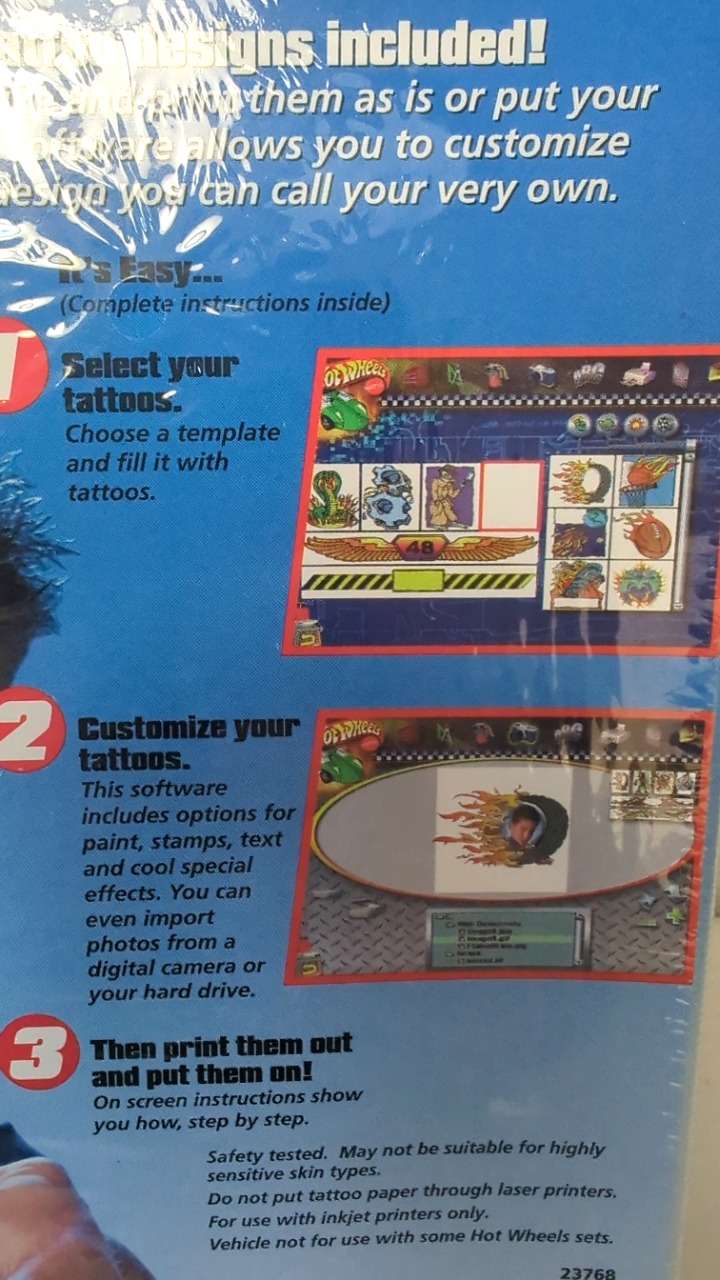 designs included!
them as is or put your
software allows you to customize
design you can call your very own.
It's Easy...
(Complete instructions inside)
1
Select your
tattoos.
Choose a template
and fill it with
tattoos.
HOT WHEELS
48
2
Customize your
tattoos.
This software
includes options for
paint, stamps, text
and cool special
effects. You can
even import
photos from a
digital camera or
your hard drive.
HOT WHEELS
3
Then print them out
and put them on!
On screen instructions show
you how, step by step.
Safety tested. May not be suitable for highly
sensitive skin types.
Do not put tattoo paper through laser printers.
For use with inkjet printers only.
Vehicle not for use with some Hot Wheels sets.
23768